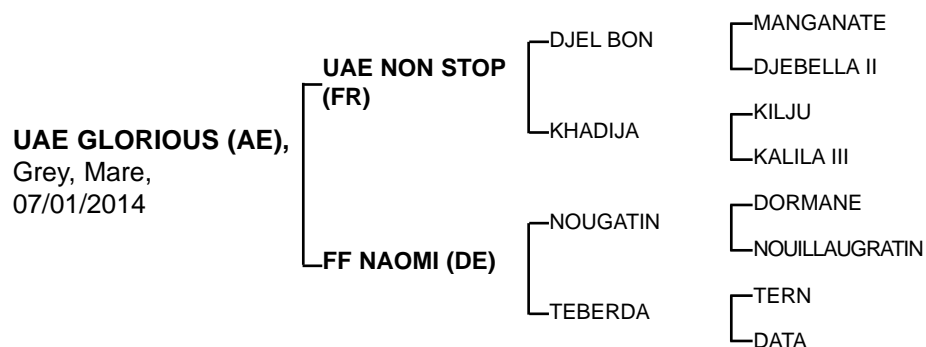 UAE GLORIOUS (AE),
Grey, Mare,
07/01/2014
UAE NON STOP
(FR)
FF NAOMI (DE)
DJEL BON
KHADIJA
NOUGATIN
TEBERDA
MANGANATE
DJEBELLA II
KILJU
KALILA III
DORMANE
NOUILLAUGRATIN
TERN
DATA